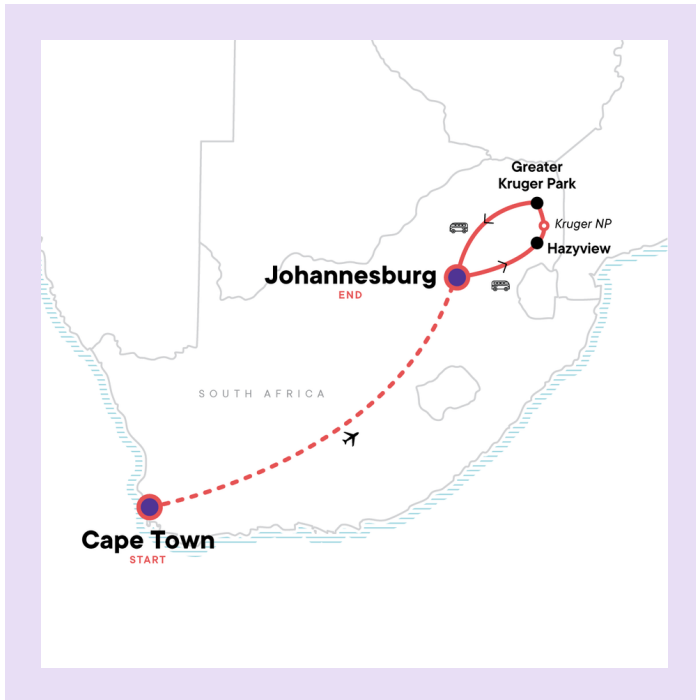 Greater
Kruger Park
Kruger NP
Hazyview
Johannesburg
END
SOUTH AFRICA
Cape Town
START